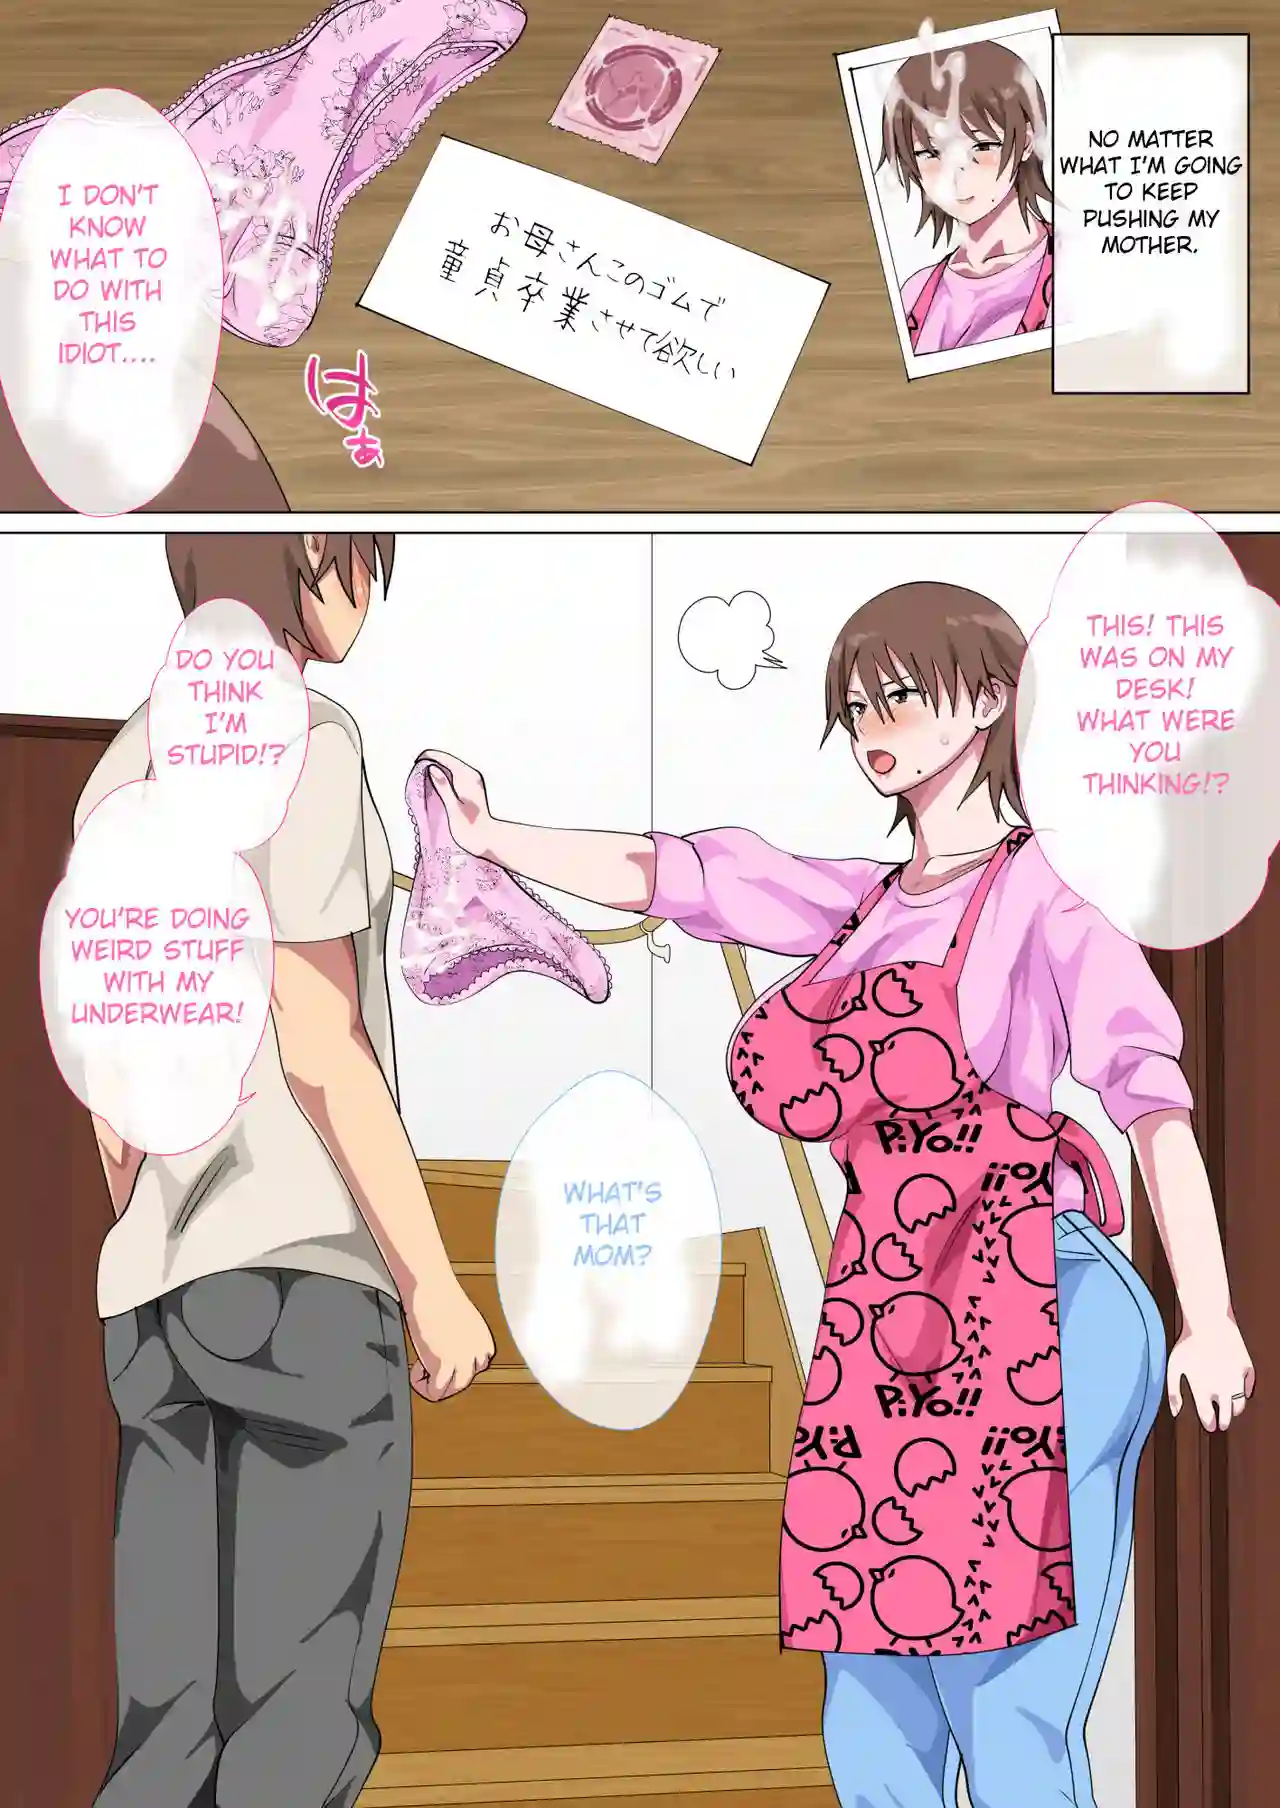 NO MATTER
WHAT I'M GOING
TO KEEP
PUSHING MY
MOTHER.
お母さんこのゴムで
童貞卒業させて欲しい
I DON'T
KNOW
WHAT TO
DO WITH
THIS
IDIOT....
はぁ
THIS! THIS
WAS ON MY
DESK!
WHAT WERE
YOU
THINKING!?
DO YOU
THINK
I'M
STUPID!?
YOU'RE DOING
WEIRD STUFF
WITH MY
UNDERWEAR!
WHAT'S
THAT
MOM?
PiYo!!
PiYo!!
PiYo!!
PiYo!!
PiYo!!